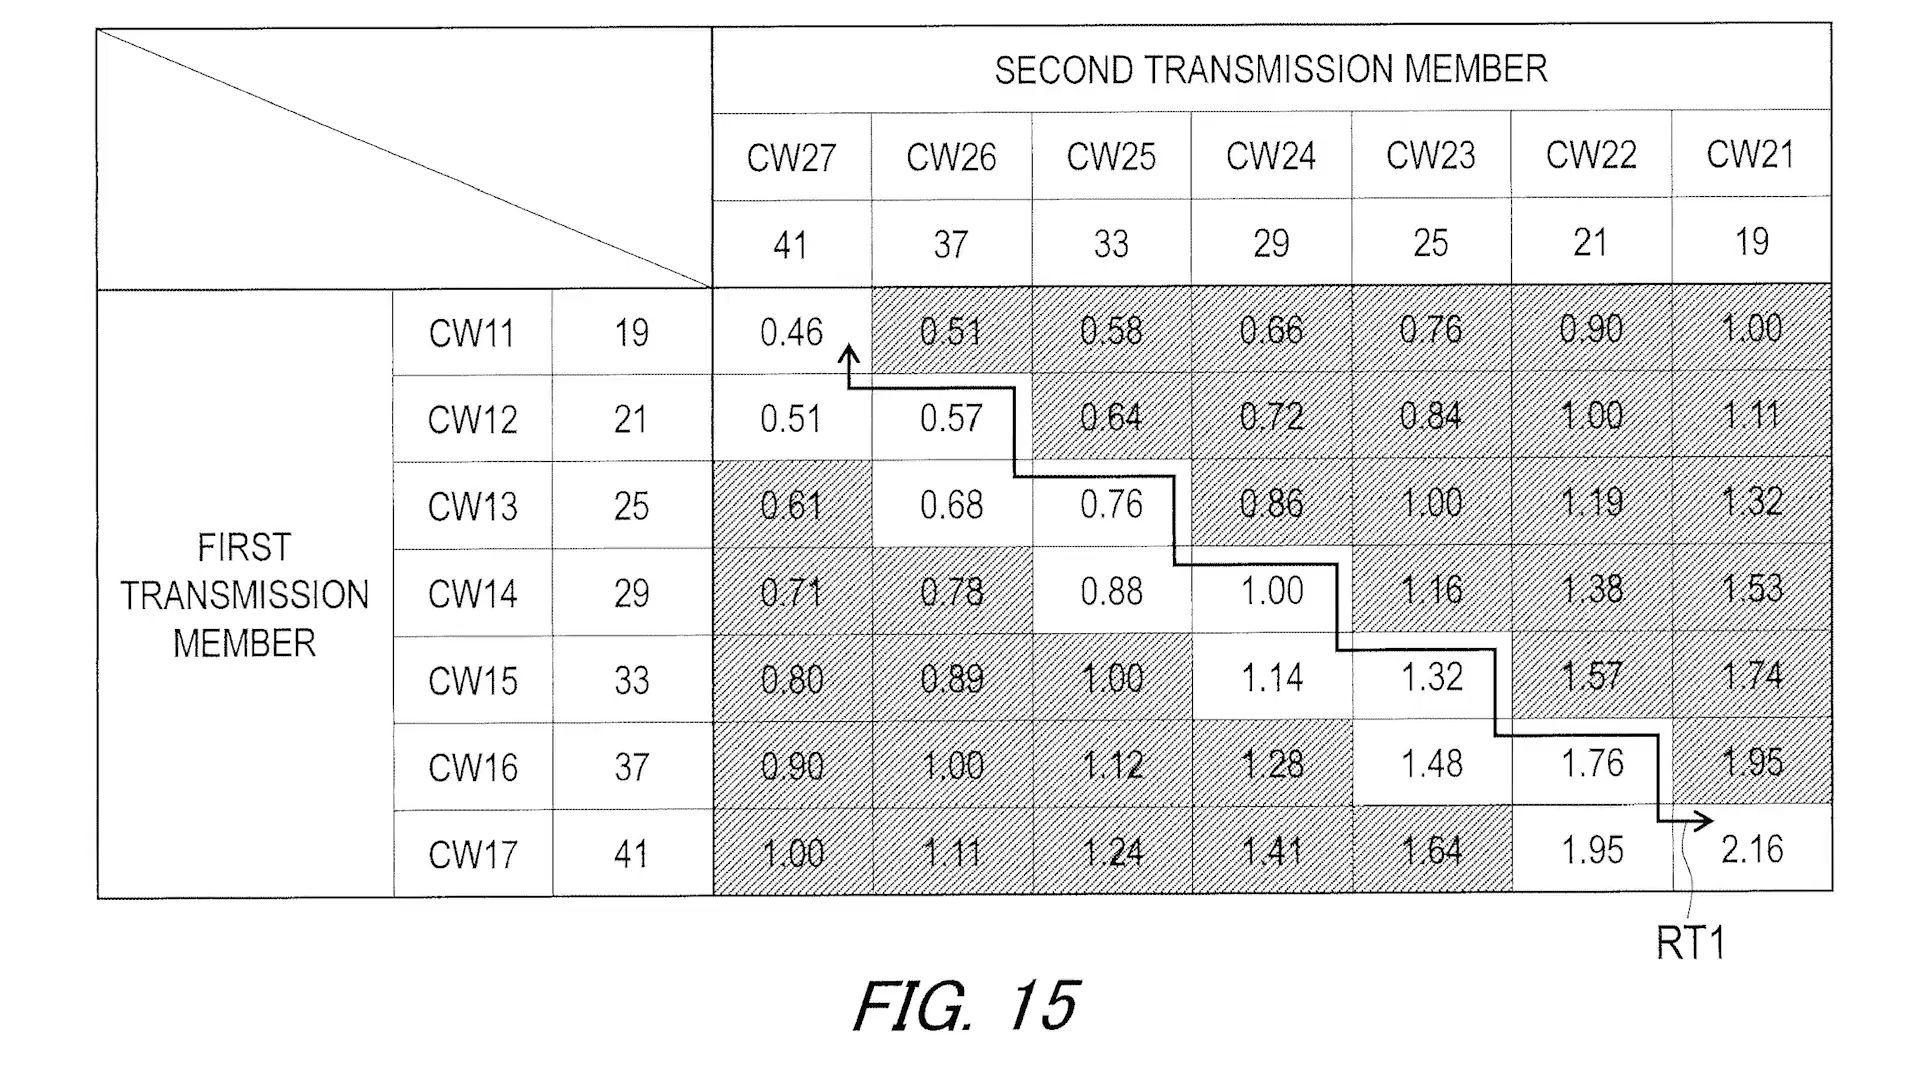 SECOND TRANSMISSION MEMBER
CW27 CW26 CW25 CW24 CW23 CW22 CW21
41 37 33 29 25 21 19
FIRST
TRANSMISSION
MEMBER
CW11 19 0.46 0.51 0.58 0.66 0.76 0.90 1.00
CW12 21 0.51 0.57 0.64 0.72 0.84 1.00 1.11
CW13 25 0.61 0.68 0.76 0.86 1.00 1.19 1.32
CW14 29 0.71 0.78 0.88 1.00 1.16 1.38 1.53
CW15 33 0.80 0.89 1.00 1.14 1.32 1.57 1.74
CW16 37 0.90 1.00 1.12 1.28 1.48 1.76 1.95
CW17 41 1.00 1.11 1.24 1.41 1.64 1.95 2.16
RT1
FIG. 15